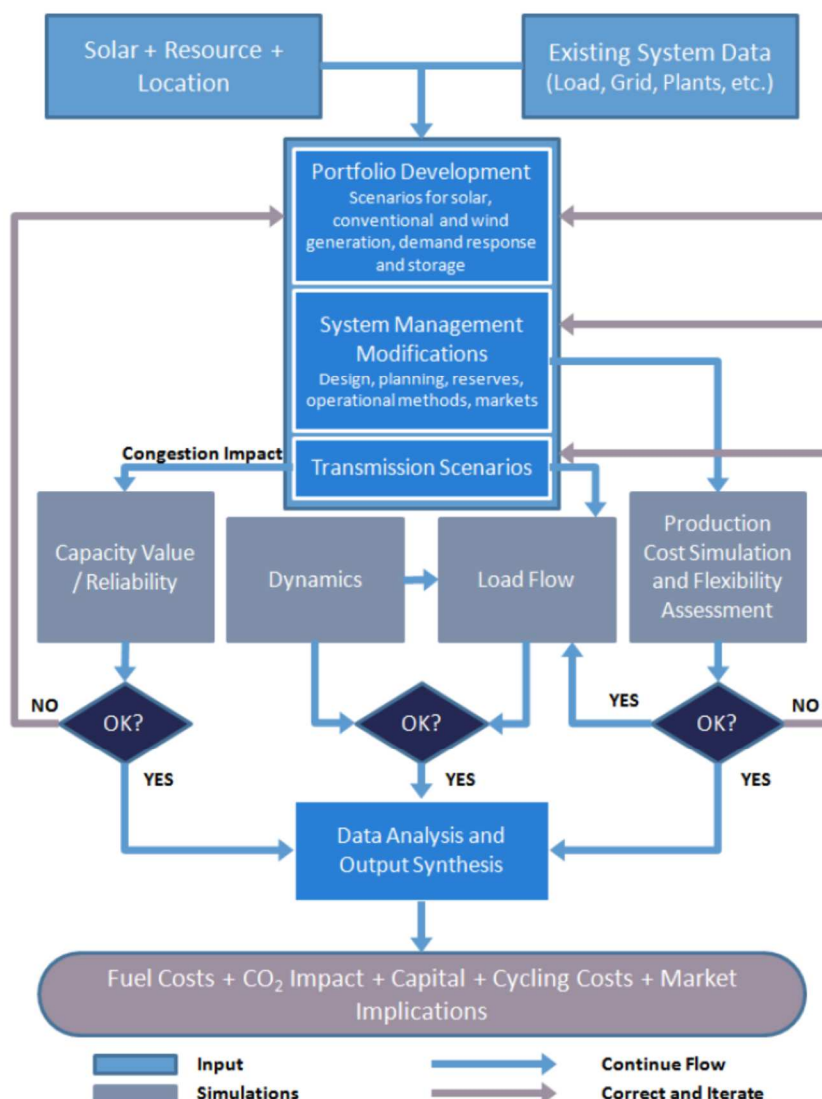 Solar + Resource +
Location
Existing System Data
(Load, Grid, Plants, etc.)
Portfolio Development
Scenarios for solar,
conventional and wind
generation, demand response
and storage
System Management
Modifications
Design, planning, reserves,
operational methods, markets
Congestion Impact
Transmission Scenarios
Capacity Value
/ Reliability
Dynamics
Load Flow
Production
Cost Simulation
and Flexibility
Assessment
NO
OK?
YES
OK?
YES
YES
OK?
NO
YES
Data Analysis and
Output Synthesis
Fuel Costs + CO₂ Impact + Capital + Cycling Costs + Market
Implications
Input
Continue Flow
Simulations
Correct and Iterate